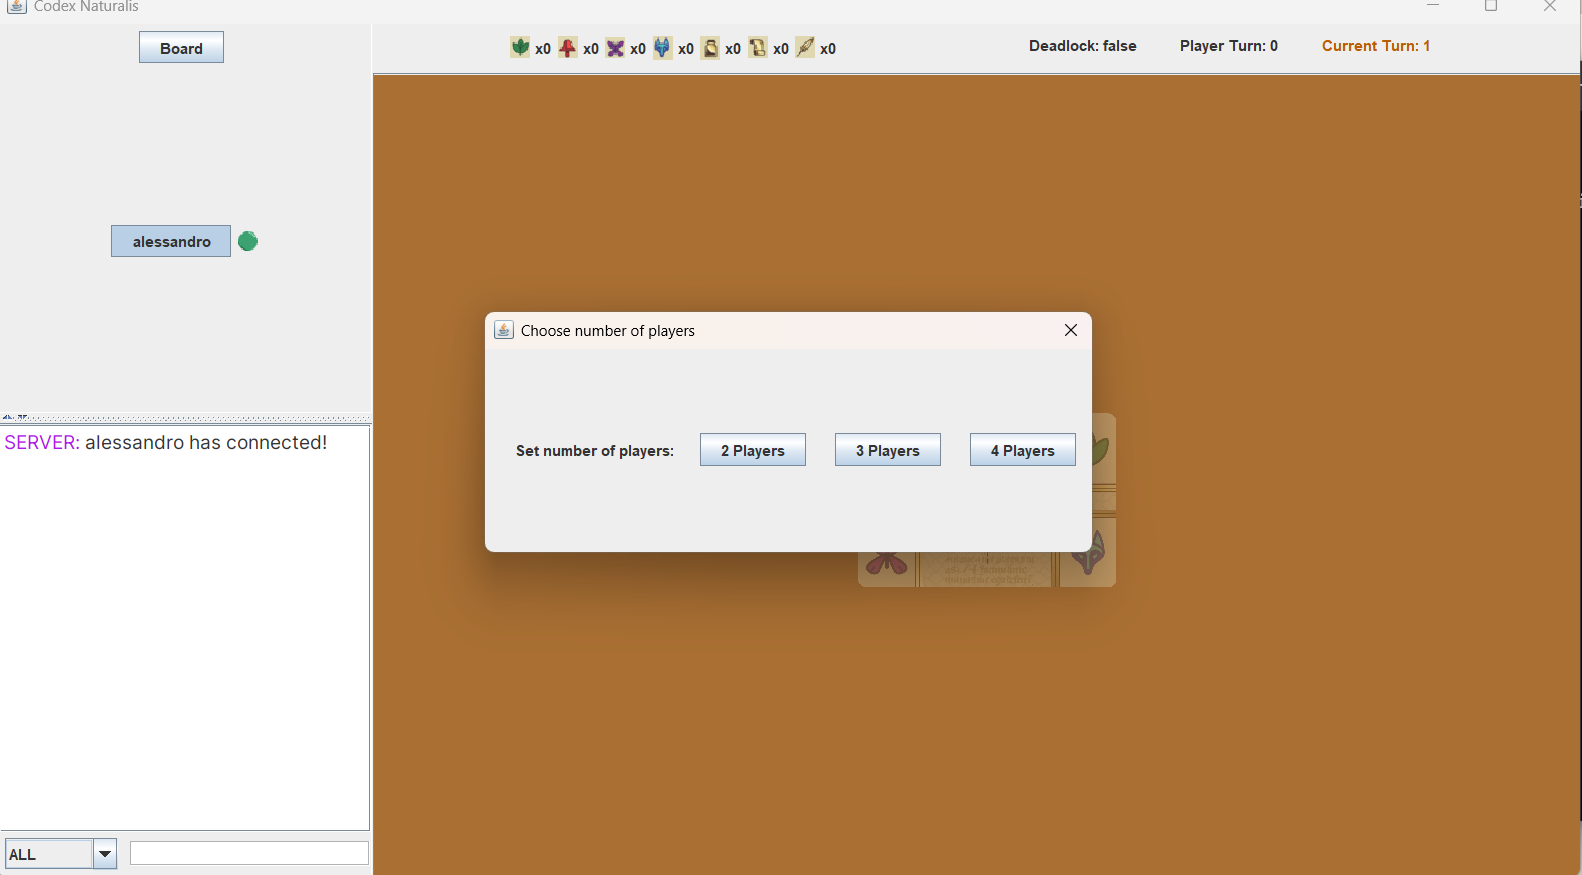 Codex Naturalis
Board
x0 x0 x0 x0 x0 x0 x0
Deadlock: false Player Turn: 0 Current Turn: 1
alessandro
Choose number of players
Set number of players: 2 Players 3 Players 4 Players
SERVER: alessandro has connected!
ALL